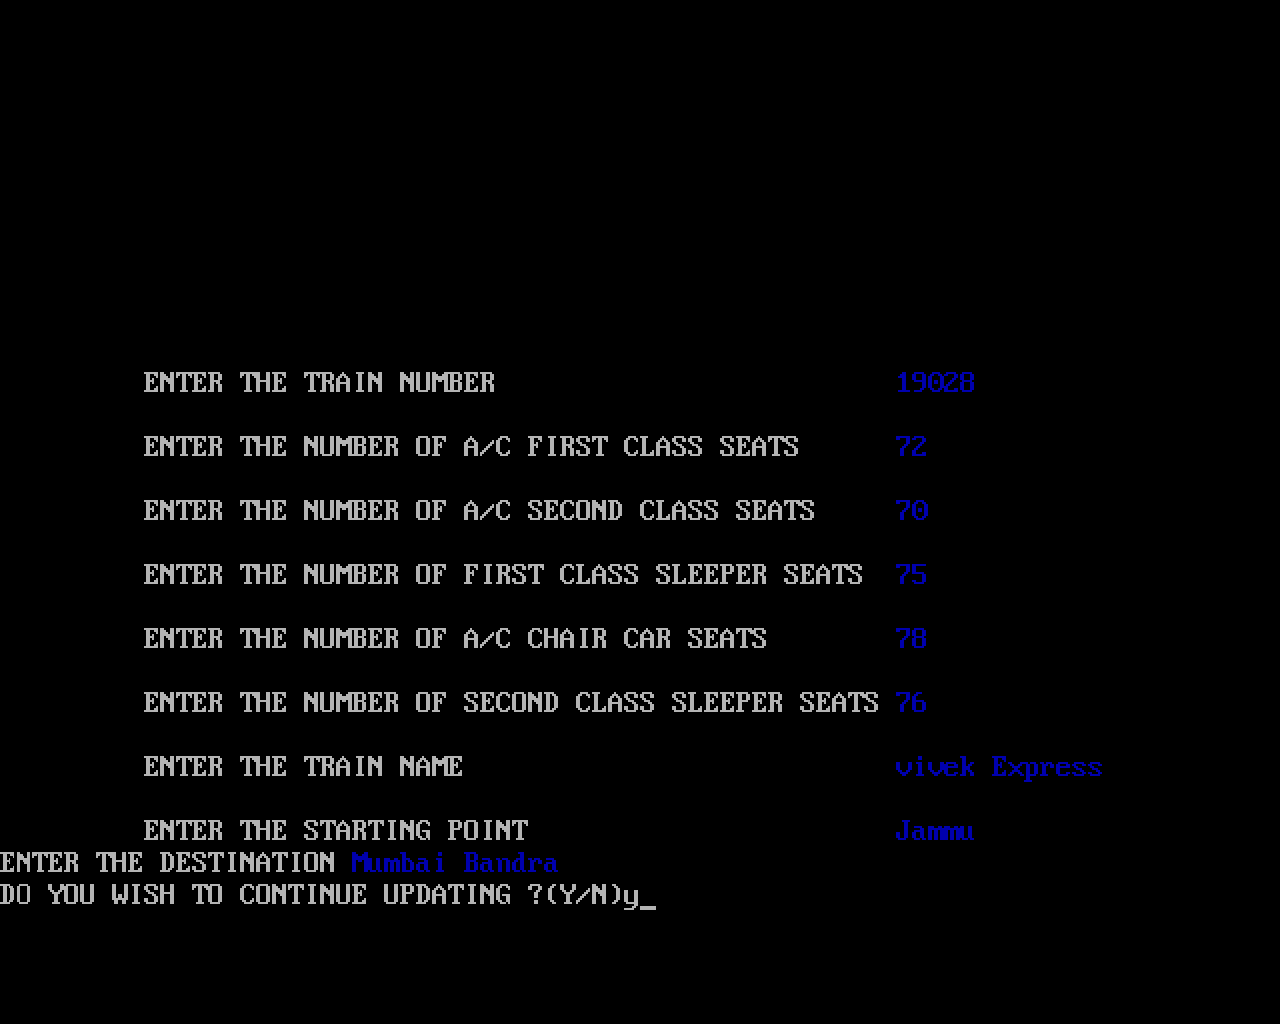 ENTER THE TRAIN NUMBER 19028
ENTER THE NUMBER OF A/C FIRST CLASS SEATS 72
ENTER THE NUMBER OF A/C SECOND CLASS SEATS 70
ENTER THE NUMBER OF FIRST CLASS SLEEPER SEATS 75
ENTER THE NUMBER OF A/C CHAIR CAR SEATS 78
ENTER THE NUMBER OF SECOND CLASS SLEEPER SEATS 76
ENTER THE TRAIN NAME vivek Express
ENTER THE STARTING POINT Jammu
ENTER THE DESTINATION Mumbai Bandra
DO YOU WISH TO CONTINUE UPDATING ?(Y/N)y_